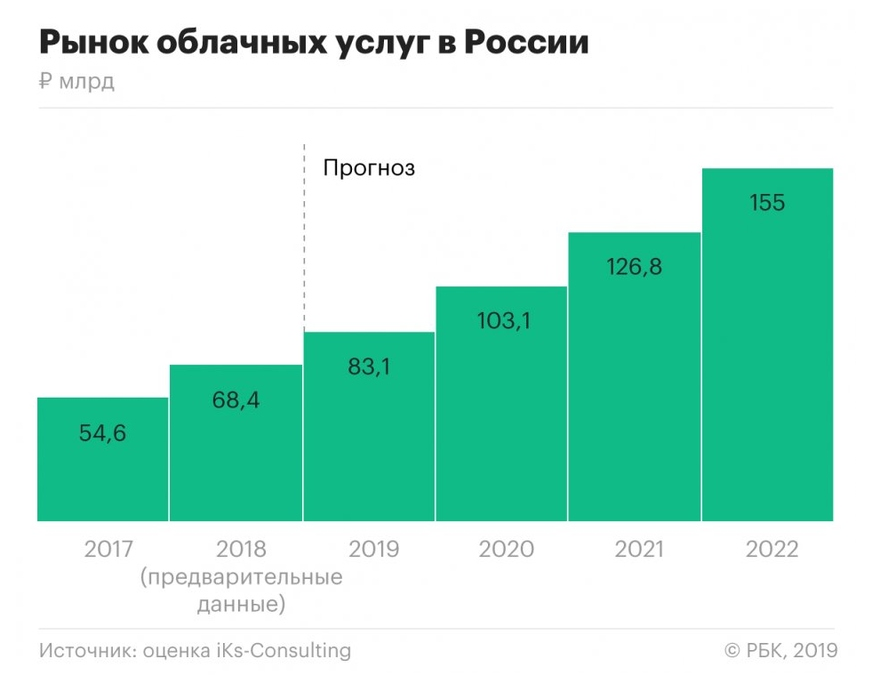 Рынок облачных услуг в России
₽ млрд
Прогноз
155
126,8
103,1
83,1
68,4
54,6
2017 2018 2019 2020 2021 2022
(предварительные
данные)
Источник: оценка iKs-Consulting © РБК, 2019